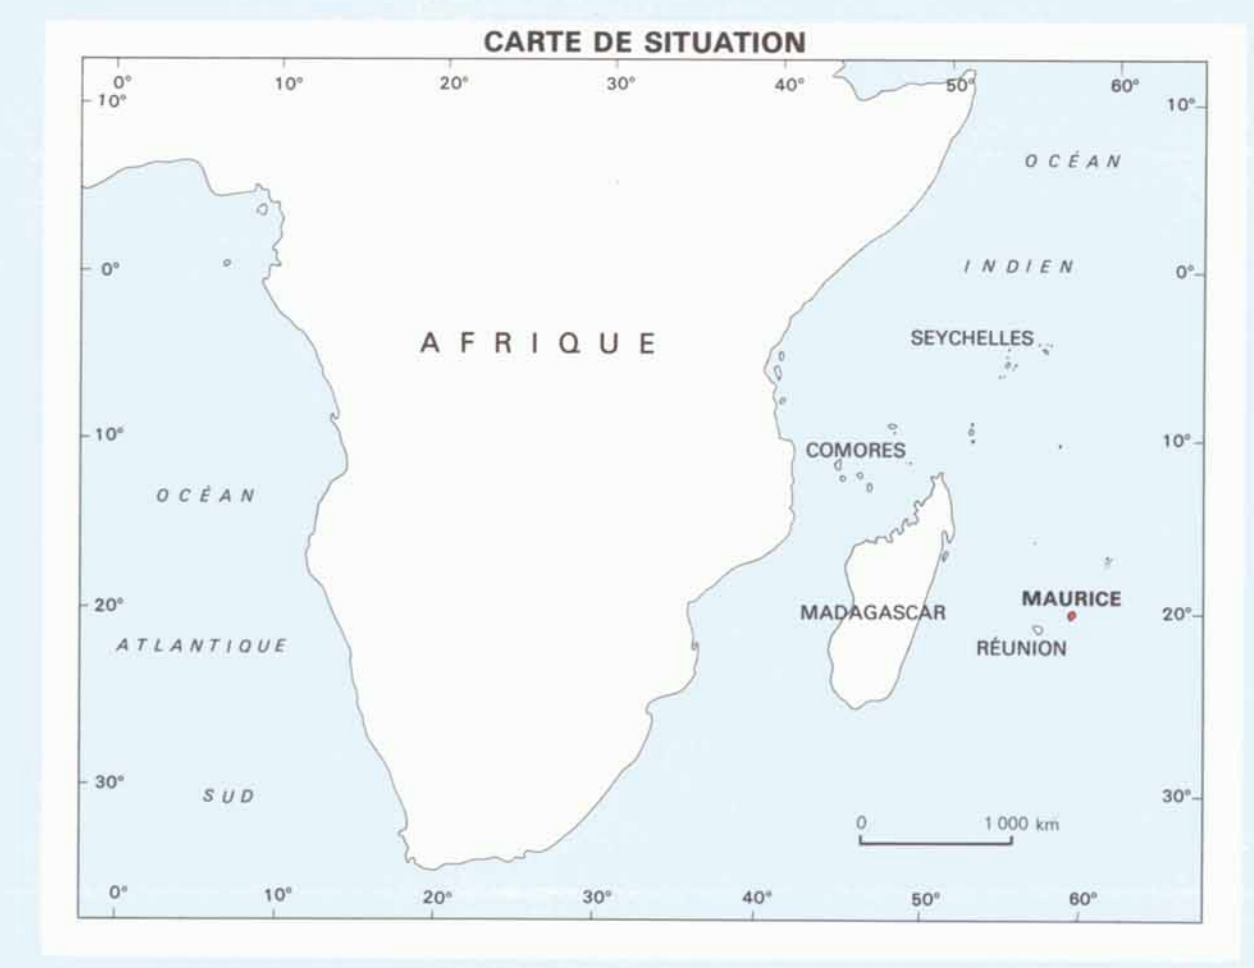 CARTE DE SITUATION
0° 10° 20° 30° 40° 50° 60°
10° 10°
OCÉAN
0° INDIEN 0°
AFRIQUE
SEYCHELLES
10° 10°
COMORES
OCÉAN
MAURICE
20° MADAGASCAR 20°
ATLANTIQUE RÉUNION
30° 30°
SUD
0 1 000 km
0° 10° 20° 30° 40° 50° 60°